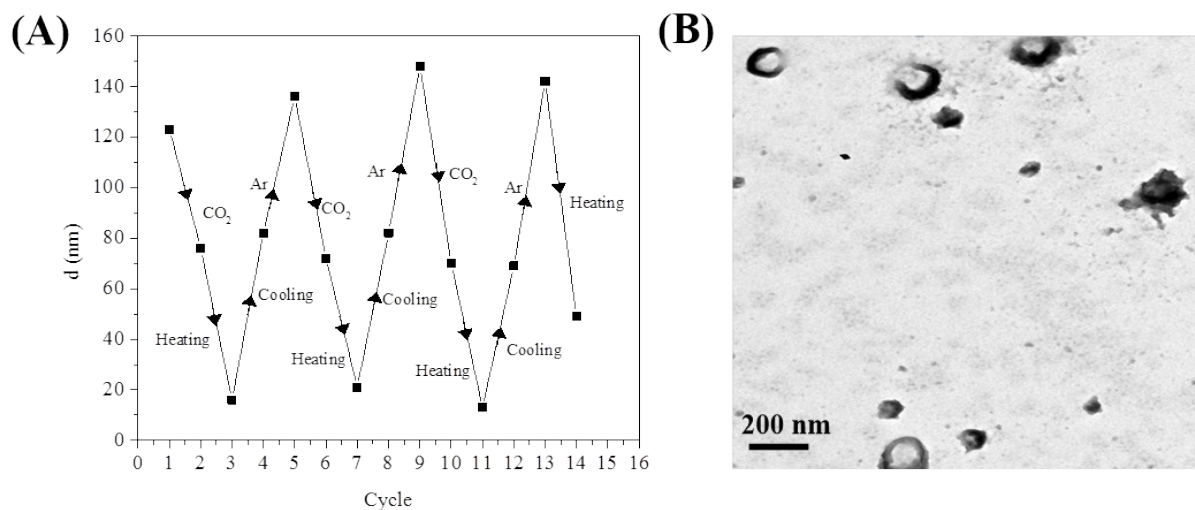 (A)
(B)
160
140
120
100
80
60
40
20
0
d (nm)
CO2
Heating
Cooling
Ar
CO2
Heating
Cooling
Ar
CO2
Heating
Cooling
Ar
Heating
0 1 2 3 4 5 6 7 8 9 10 11 12 13 14 15 16
Cycle
200 nm